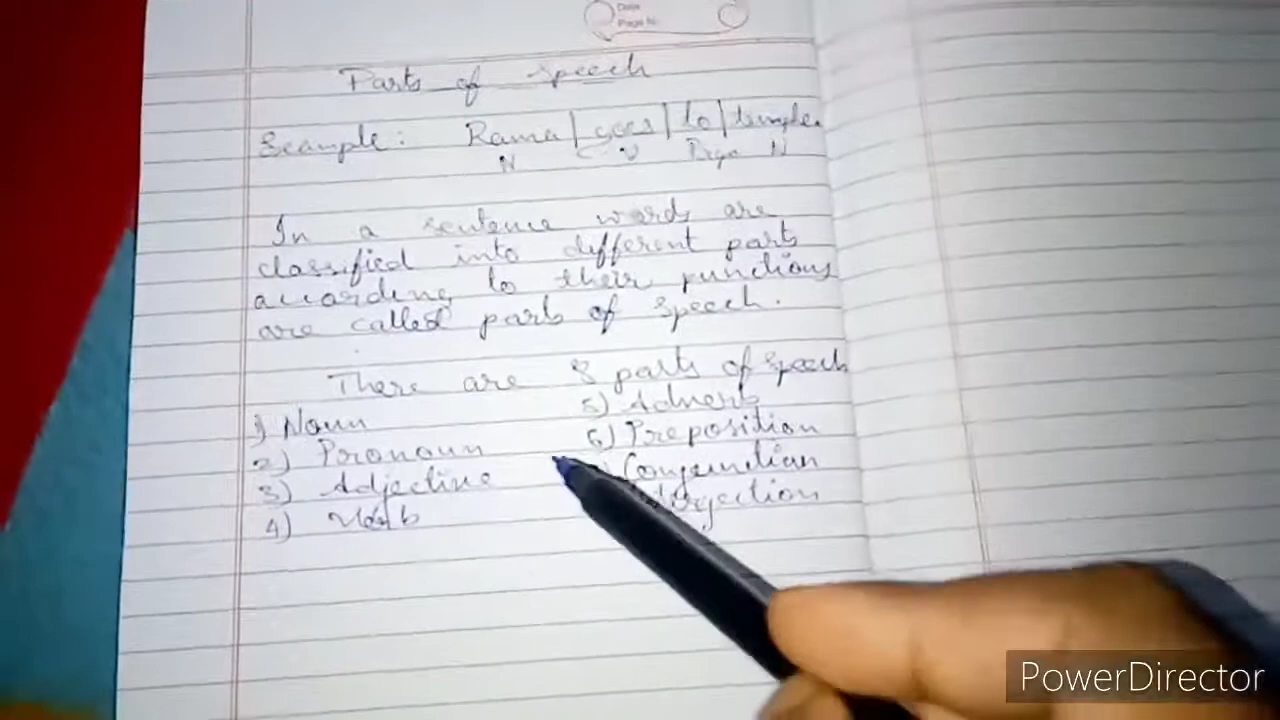 Date
Page No.
Parts of Speech
Example: Rama | goes | to | temple.
N V Prep N
In a sentence words are
classified into different parts
according to their functions
are called parts of speech.
There are 8 parts of speech
1) Noun
2) Pronoun
3) Adjective
4) Verb
5) Adverb
6) Preposition
Conjunction
PowerDirector